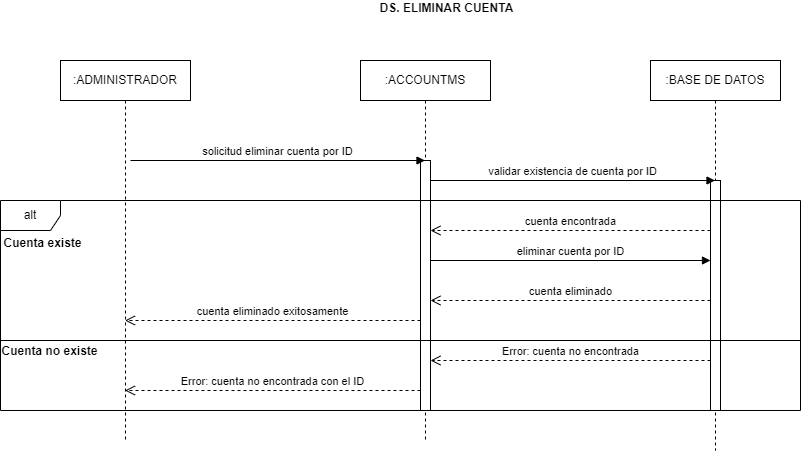 DS. ELIMINAR CUENTA
:ADMINISTRADOR
:ACCOUNTMS
:BASE DE DATOS
solicitud eliminar cuenta por ID
validar existencia de cuenta por ID
alt
cuenta encontrada
Cuenta existe
eliminar cuenta por ID
cuenta eliminado
cuenta eliminado exitosamente
Cuenta no existe
Error: cuenta no encontrada
Error: cuenta no encontrada con el ID